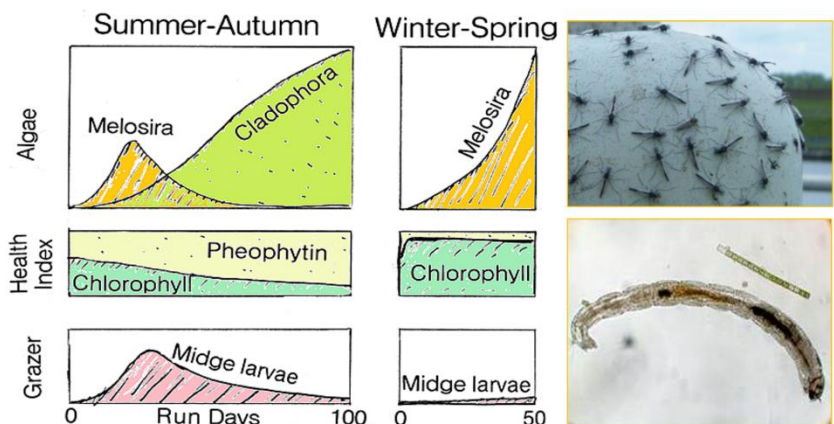 Summer-Autumn
Winter-Spring
Algae
Melosira
Cladophora
Melosira
Health
Index
Pheophytin
Chlorophyll
Chlorophyll
Grazer
Midge larvae
Midge larvae
0
Run Days
100
0
50